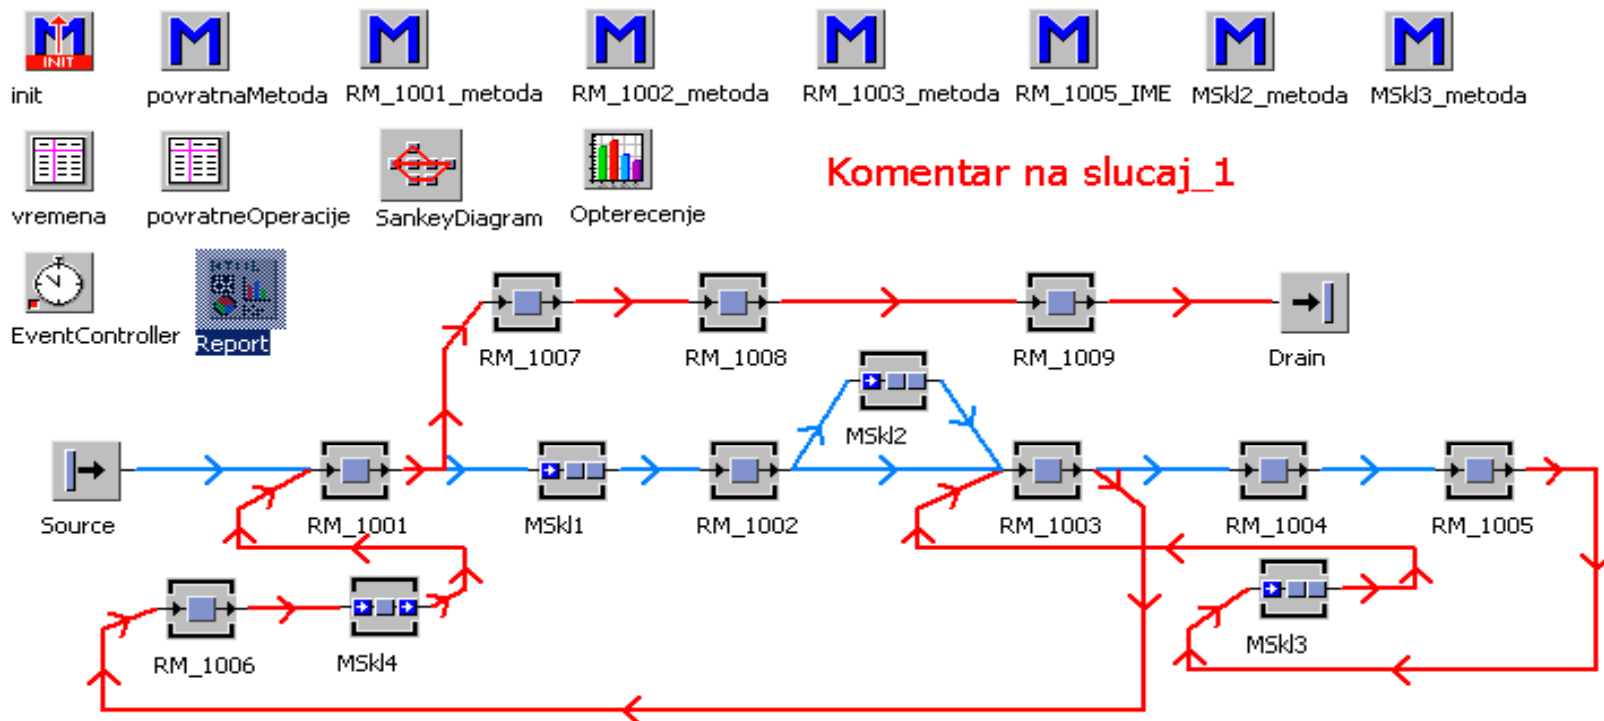 INIT
init
povratnaMetoda
RM_1001_metoda
RM_1002_metoda
RM_1003_metoda
RM_1005_IME
MSkl2_metoda
MSkl3_metoda
vremena
povratneOperacije
SankeyDiagram
Opterecenje
Komentar na slucaj_1
EventController
Report
RM_1007
RM_1008
RM_1009
Drain
MSkl2
Source
RM_1001
MSkl1
RM_1002
RM_1003
RM_1004
RM_1005
RM_1006
MSkl4
MSkl3